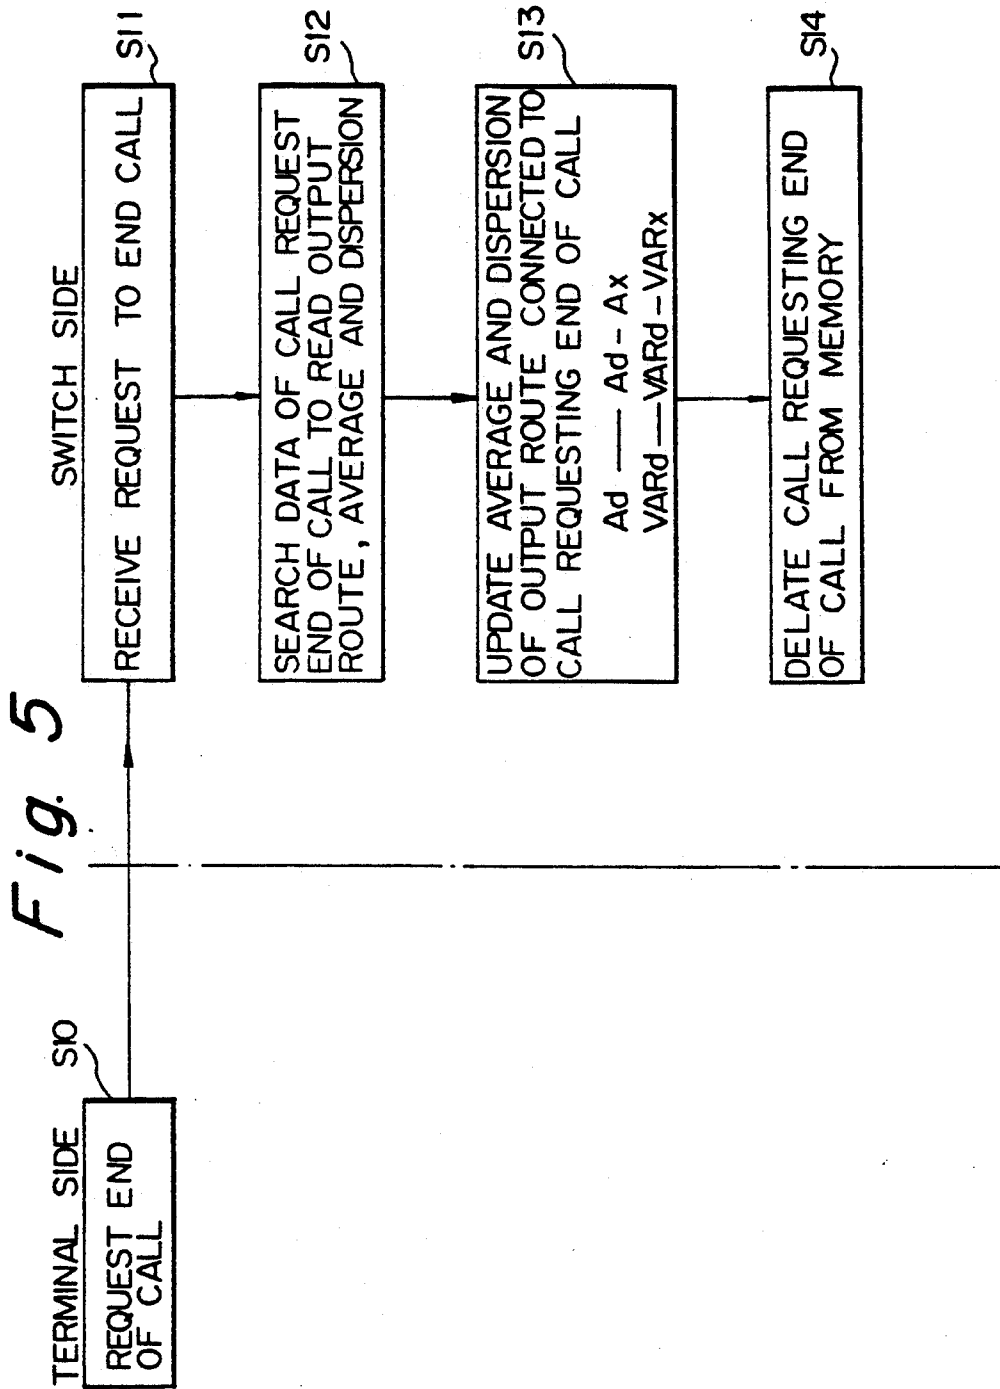 Fig. 5
TERMINAL SIDE
S10
REQUEST END
OF CALL
SWITCH SIDE
S11
RECEIVE REQUEST TO END CALL
S12
SEARCH DATA OF CALL REQUEST
END OF CALL TO READ OUTPUT
ROUTE, AVERAGE AND DISPERSION
S13
UPDATE AVERAGE AND DISPERSION
OF OUTPUT ROUTE CONNECTED TO
CALL REQUESTING END OF CALL
Ad — Ad - Ax
VARd — VARd - VARx
S14
DELATE CALL REQUESTING END
OF CALL FROM MEMORY